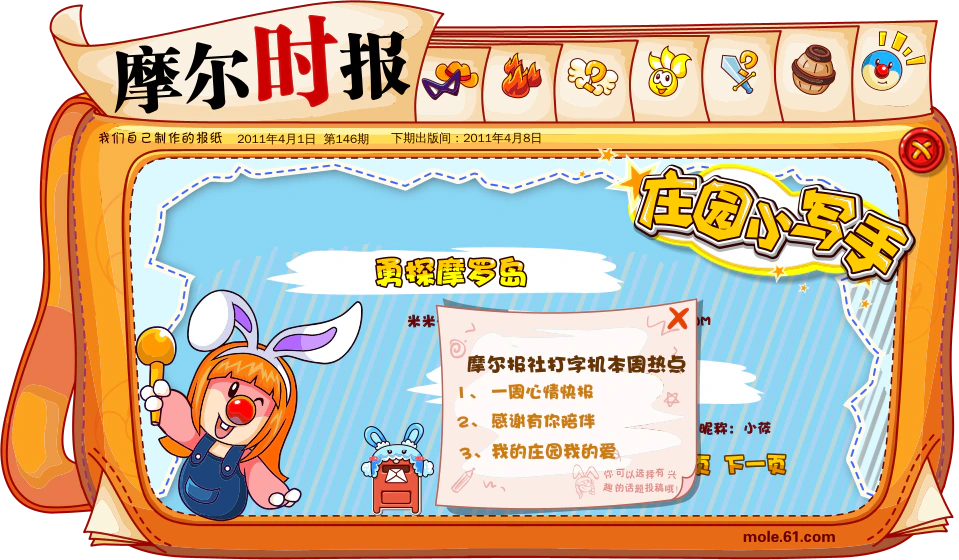 摩尔时报
我们自己制作的报纸 2011年4月1日 第146期 下期出版间：2011年4月8日
庄园小写手
勇探摩罗岛
米米
摩尔报社打字机本周热点
1、一周心情快报
2、感谢有你陪伴
昵称：小莜
3、我的庄园我的爱
页 下一页
你可以选择有兴
趣的话题投稿哦!
mole.61.com